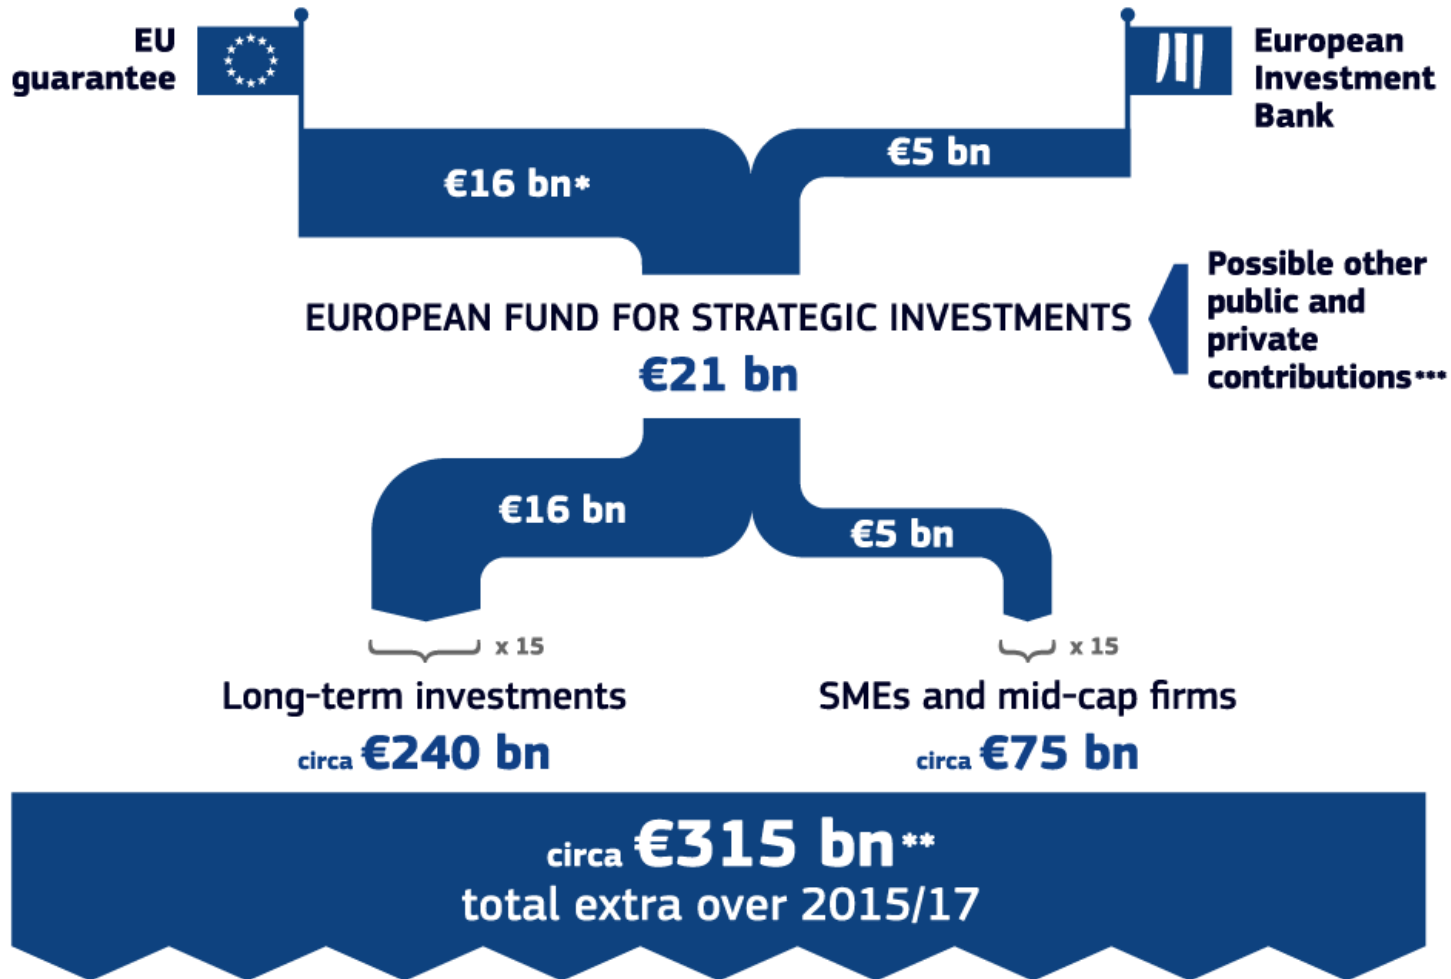 EU
guarantee
European
Investment
Bank
€16 bn*
€5 bn
EUROPEAN FUND FOR STRATEGIC INVESTMENTS
€21 bn
Possible other
public and
private
contributions***
€16 bn
€5 bn
x 15
x 15
Long-term investments
circa €240 bn
SMEs and mid-cap firms
circa €75 bn
circa €315 bn**
total extra over 2015/17